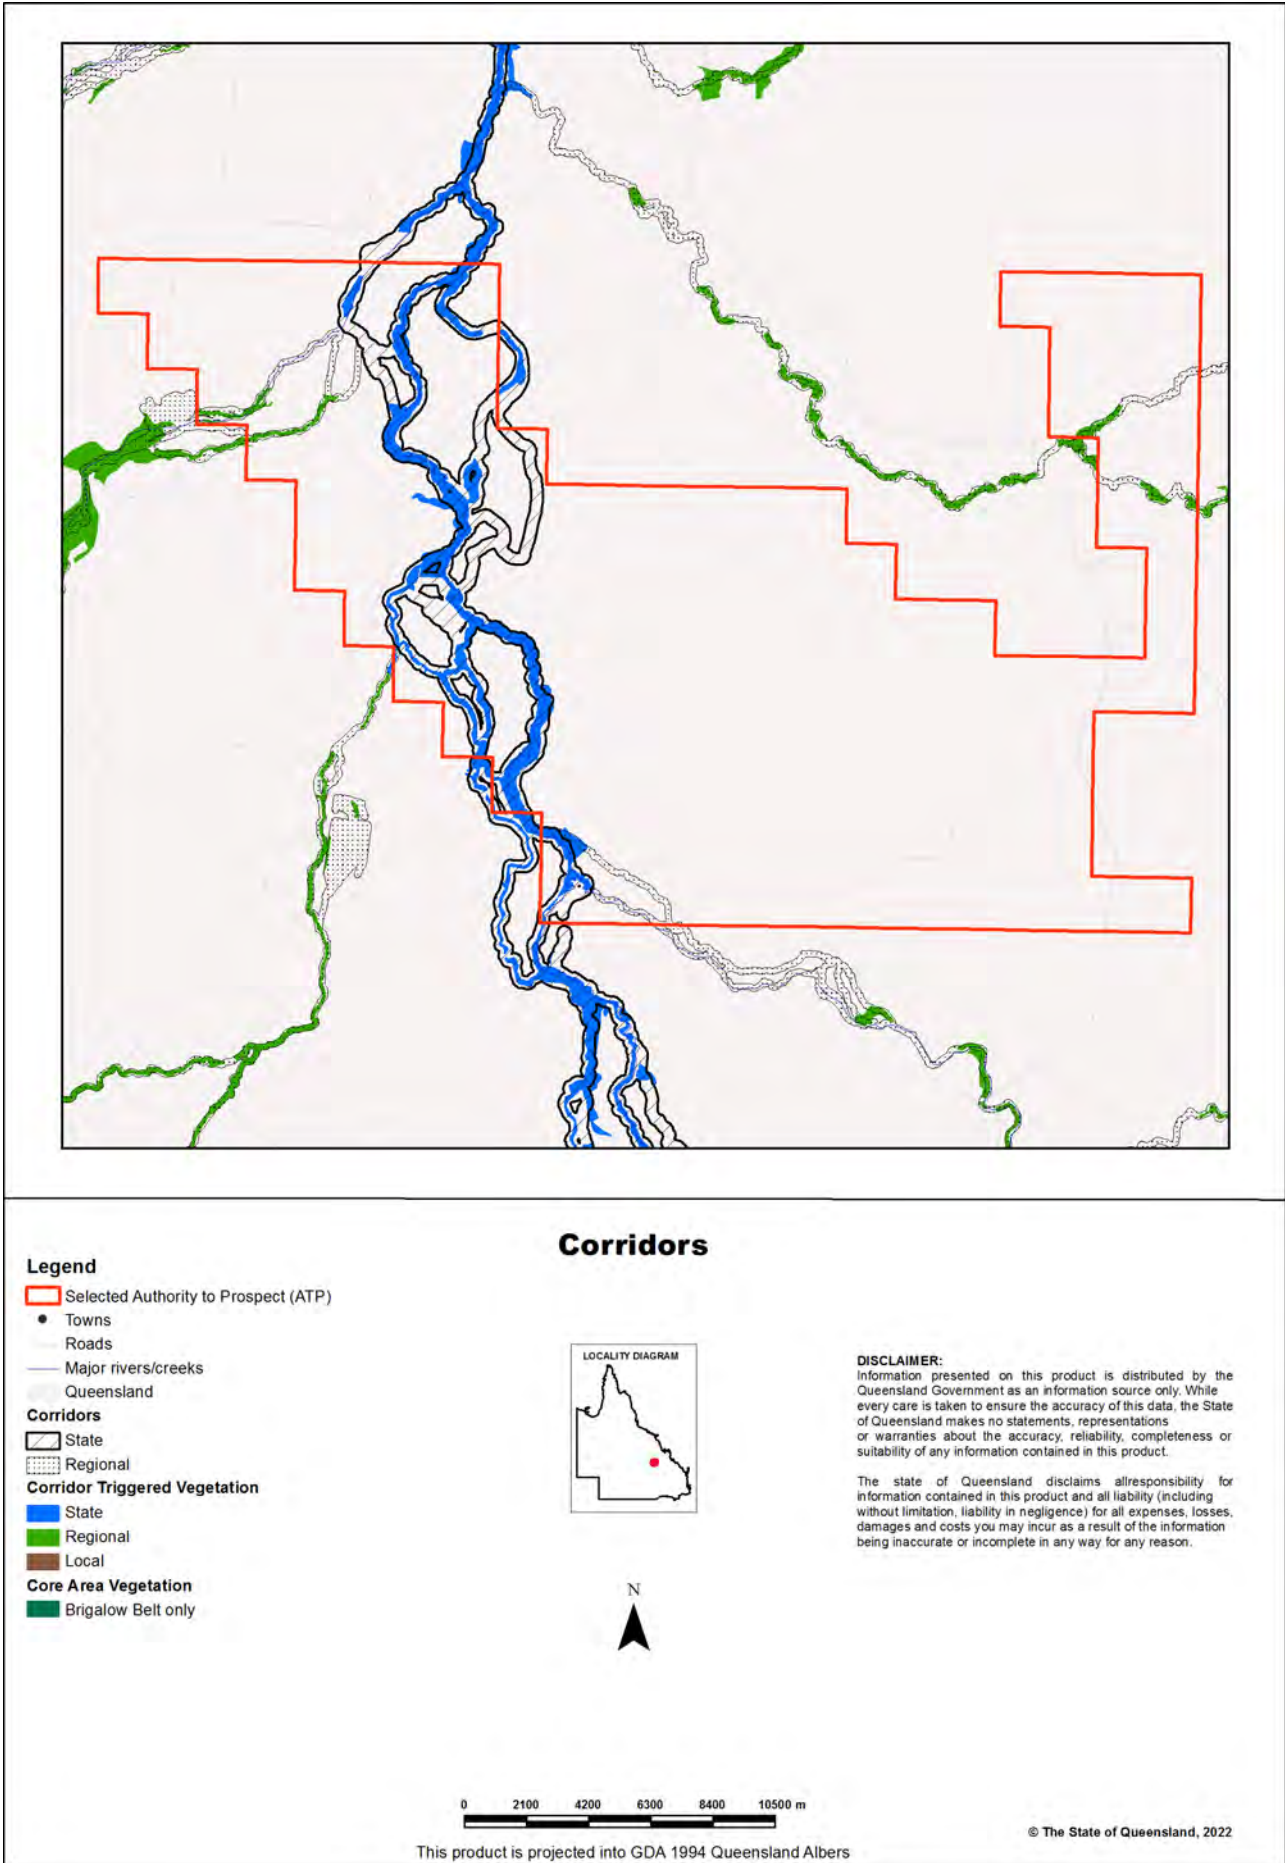 Corridors
Legend
Selected Authority to Prospect (ATP)
Towns
Roads
Major rivers/creeks
Queensland
Corridors
State
Regional
Corridor Triggered Vegetation
State
Regional
Local
Core Area Vegetation
Brigalow Belt only
LOCALITY DIAGRAM
N
DISCLAIMER:
Information presented on this product is distributed by the
Queensland Government as an information source only. While
every care is taken to ensure the accuracy of this data, the State
of Queensland makes no statements, representations
or warranties about the accuracy, reliability, completeness or
suitability of any information contained in this product.
The state of Queensland disclaims allresponsibility for
information contained in this product and all liability (including
without limitation, liability in negligence) for all expenses, losses,
damages and costs you may incur as a result of the information
being inaccurate or incomplete in any way for any reason.
0 2100 4200 6300 8400 10500 m
This product is projected into GDA 1994 Queensland Albers
© The State of Queensland, 2022